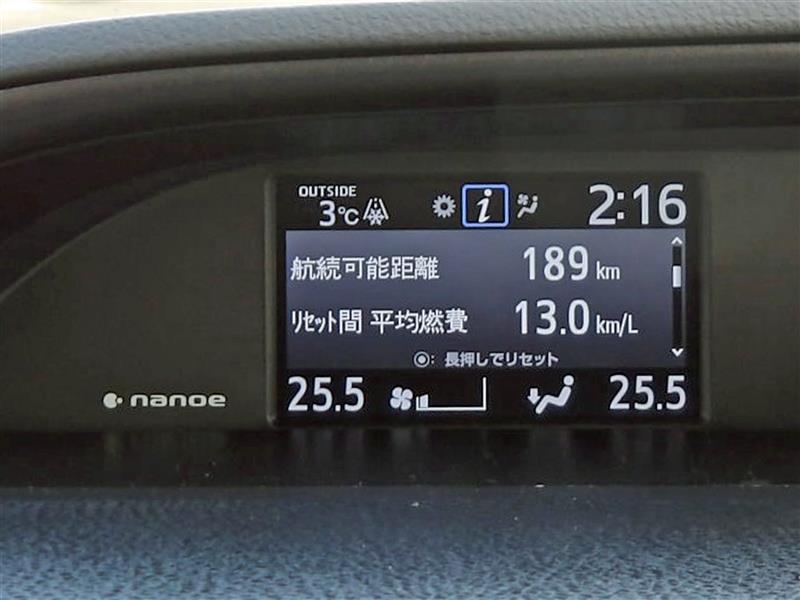 OUTSIDE
3℃
2:16
航続可能距離 189 km
ﾘｾｯﾄ間 平均燃費 13.0 km/L
◉: 長押しでリセット
25.5 25.5
nanoe